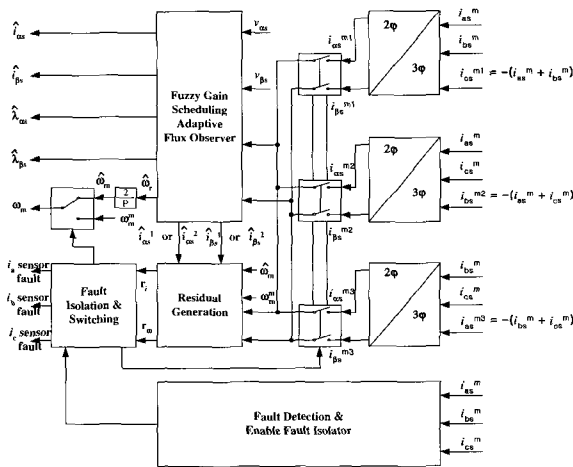 î_αs
î_βs
λ̂_αs
λ̂_βs
Fuzzy Gain
Scheduling
Adaptive
Flux Observer
v_αs
v_βs
i_αs^m1
i_βs^m1
2φ
3φ
i_as^m
i_bs^m
i_cs^m1 = −(i_as^m + i_bs^m)
i_αs^m2
i_βs^m2
2φ
3φ
i_as^m
i_cs^m
i_bs^m2 = −(i_as^m + i_cs^m)
ω_m
ω̂_m
ω_m^m
2
P
ω̂_r
î_αs^1 or î_αs^2 î_βs^1 or î_βs^2
i_a sensor
fault
i_b sensor
fault
i_c sensor
fault
Fault
Isolation &
Switching
r_i
r_ω
Residual
Generation
ω̂_m
ω_m^m
i_αs^m3
i_βs^m3
2φ
3φ
i_bs^m
i_cs^m
i_as^m3 = −(i_bs^m + i_cs^m)
Fault Detection &
Enable Fault Isolator
i_as^m
i_bs^m
i_cs^m